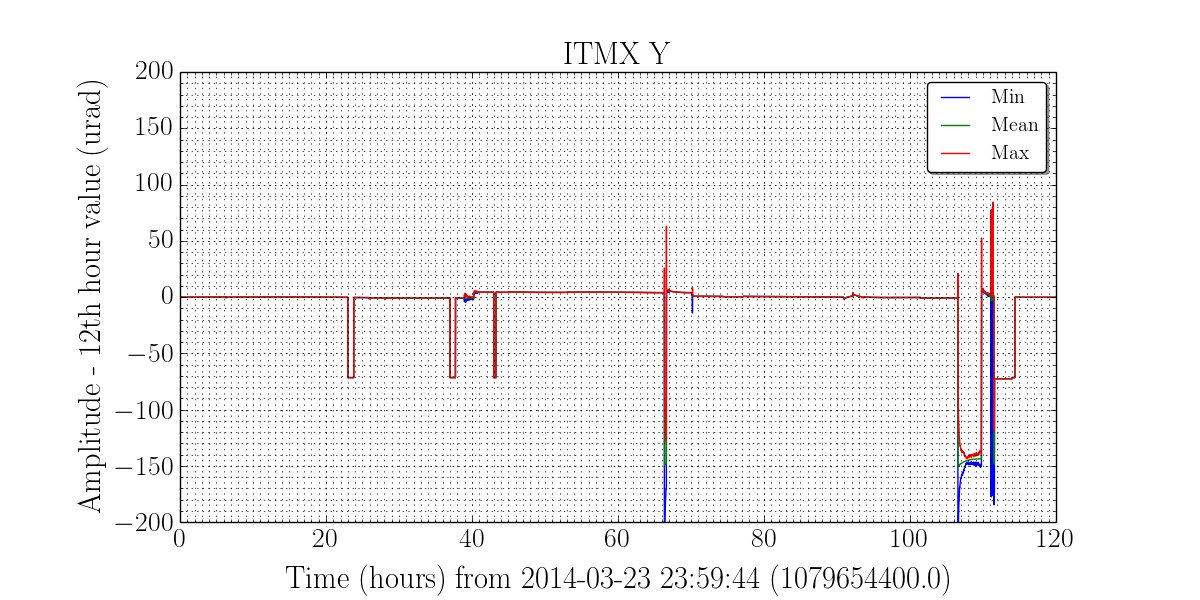 ITMX Y
200
150
100
50
0
−50
−100
−150
−200
Amplitude - 12th hour value (urad)
Min
Mean
Max
0 20 40 60 80 100 120
Time (hours) from 2014-03-23 23:59:44 (1079654400.0)